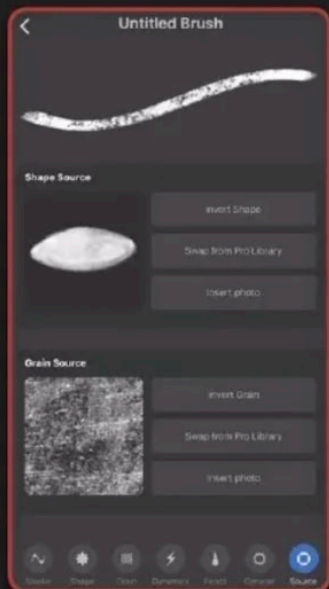 Untitled Brush
Shape Source
Invert Shape
Swap from Pro Library
Insert photo
Grain Source
Invert Grain
Swap from Pro Library
Insert photo
Stroke Shape Grain Dynamics Pencil General Source